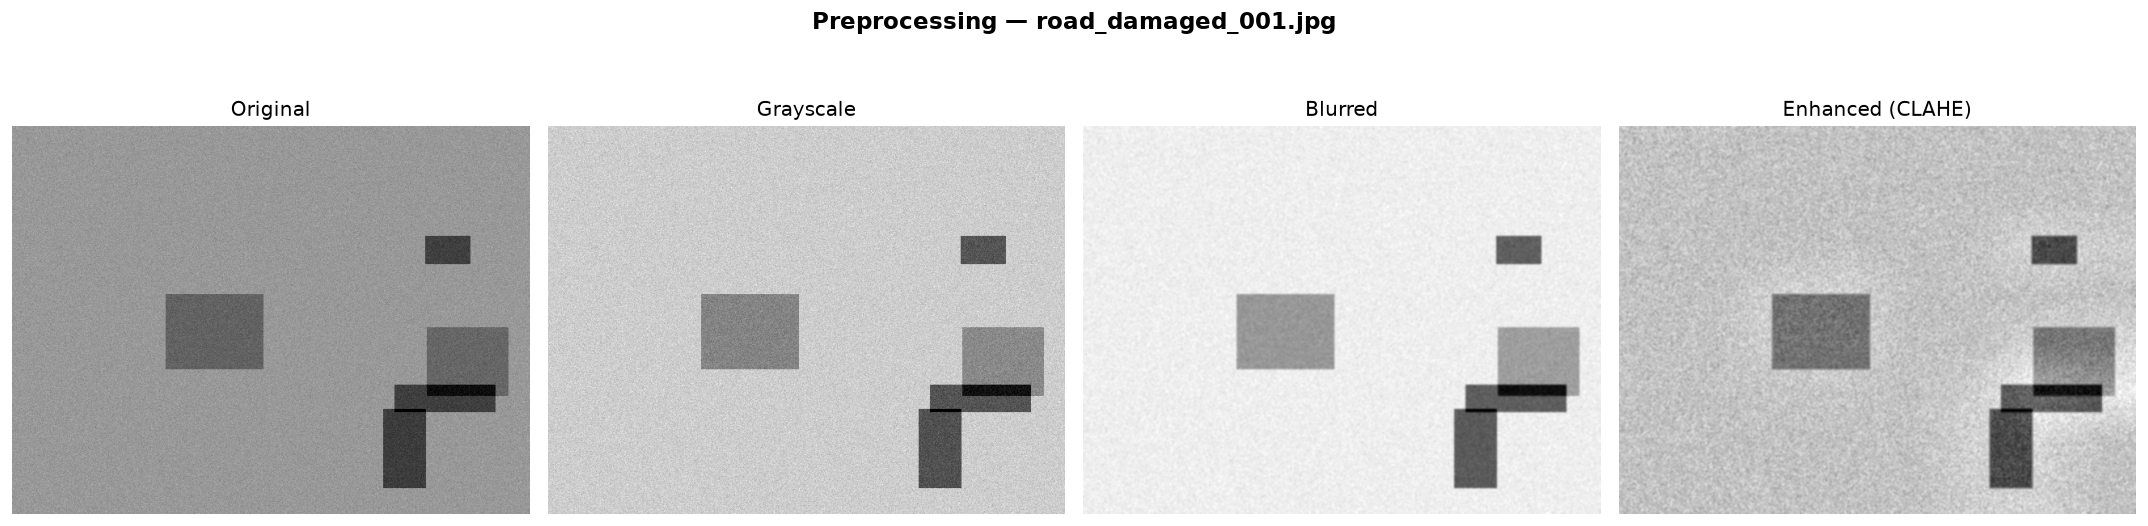 Preprocessing — road_damaged_001.jpg
Original
Grayscale
Blurred
Enhanced (CLAHE)